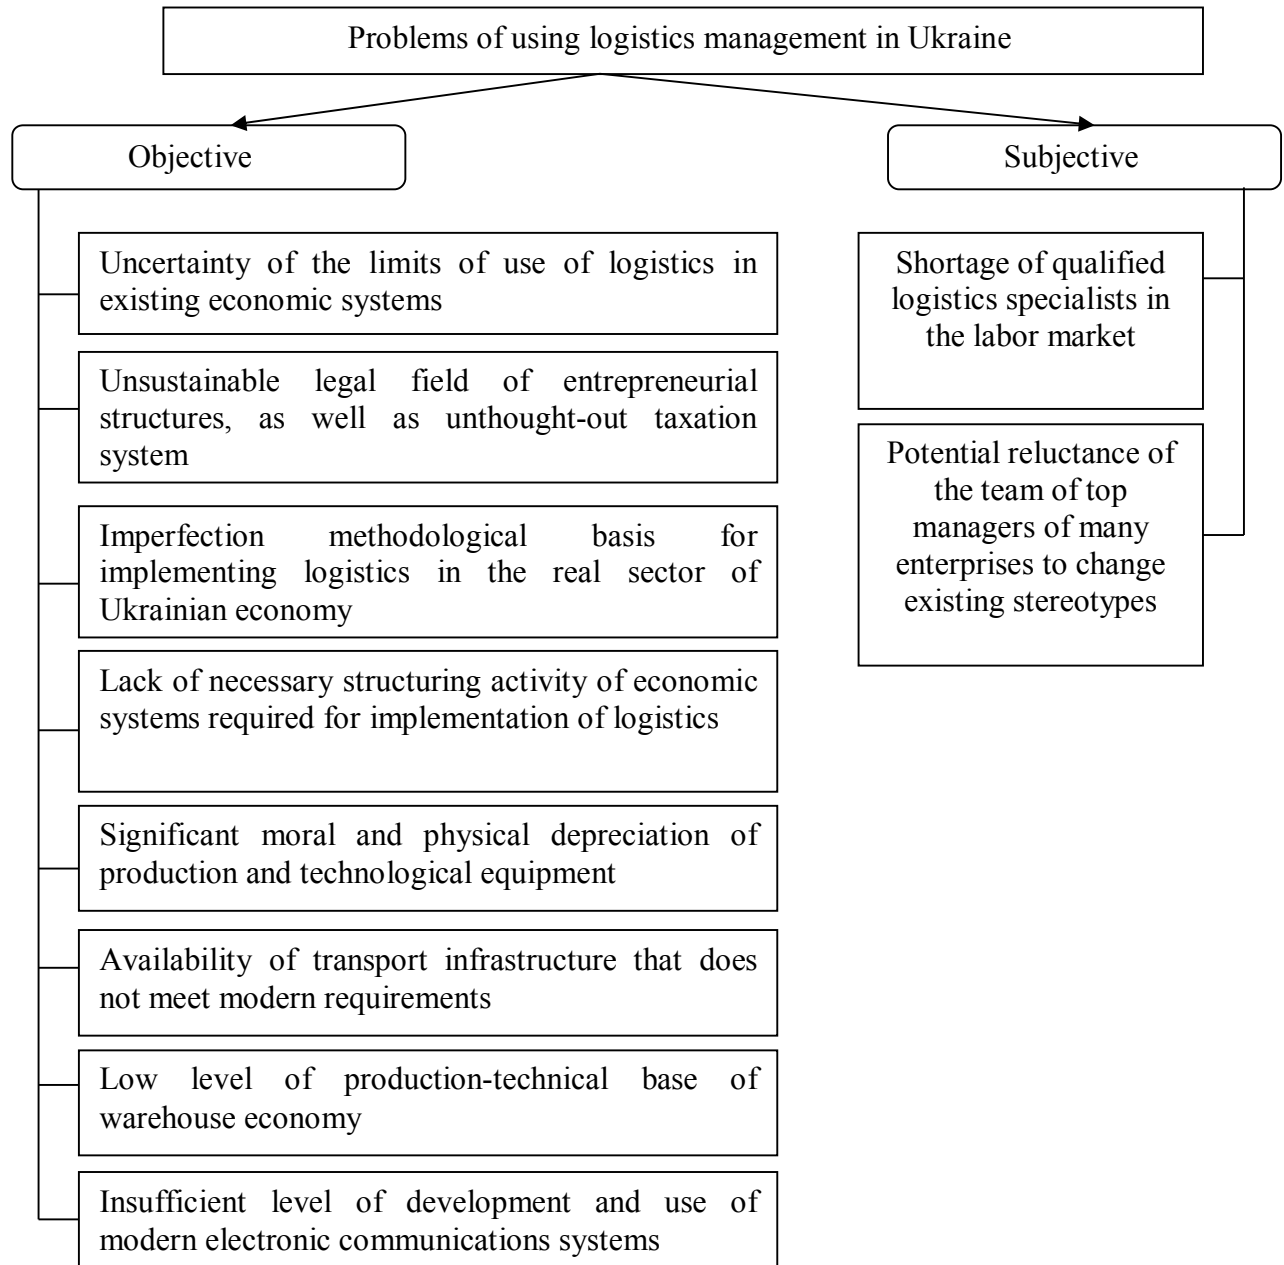 Problems of using logistics management in Ukraine
Objective
Subjective
Uncertainty of the limits of use of logistics in
existing economic systems
Unsustainable legal field of entrepreneurial
structures, as well as unthought-out taxation
system
Imperfection methodological basis for
implementing logistics in the real sector of
Ukrainian economy
Lack of necessary structuring activity of economic
systems required for implementation of logistics
Significant moral and physical depreciation of
production and technological equipment
Availability of transport infrastructure that does
not meet modern requirements
Low level of production-technical base of
warehouse economy
Insufficient level of development and use of
modern electronic communications systems
Shortage of qualified
logistics specialists in
the labor market
Potential reluctance of
the team of top
managers of many
enterprises to change
existing stereotypes